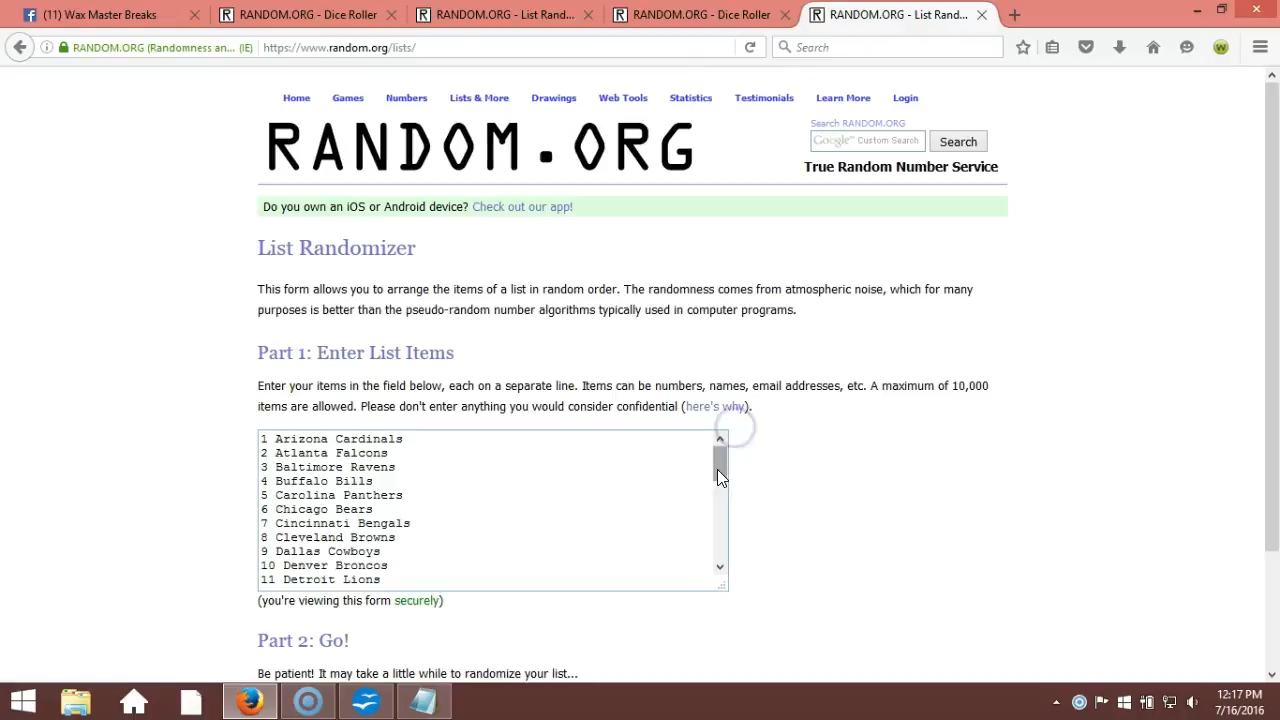 (11) Wax Master Breaks
RANDOM.ORG - Dice Roller
RANDOM.ORG - List Rand...
RANDOM.ORG - Dice Roller
RANDOM.ORG - List Rand...
RANDOM.ORG (Randomness an... (IE)
https://www.random.org/lists/
Search
Home Games Numbers Lists & More Drawings Web Tools Statistics Testimonials Learn More Login
Search RANDOM.ORG
Google™ Custom Search
Search
RANDOM.ORG
True Random Number Service
Do you own an iOS or Android device? Check out our app!
List Randomizer
This form allows you to arrange the items of a list in random order. The randomness comes from atmospheric noise, which for many
purposes is better than the pseudo-random number algorithms typically used in computer programs.
Part 1: Enter List Items
Enter your items in the field below, each on a separate line. Items can be numbers, names, email addresses, etc. A maximum of 10,000
items are allowed. Please don't enter anything you would consider confidential (here's why).
1 Arizona Cardinals
2 Atlanta Falcons
3 Baltimore Ravens
4 Buffalo Bills
5 Carolina Panthers
6 Chicago Bears
7 Cincinnati Bengals
8 Cleveland Browns
9 Dallas Cowboys
10 Denver Broncos
11 Detroit Lions
(you're viewing this form securely)
Part 2: Go!
Be patient! It may take a little while to randomize your list...
12:17 PM
7/16/2016